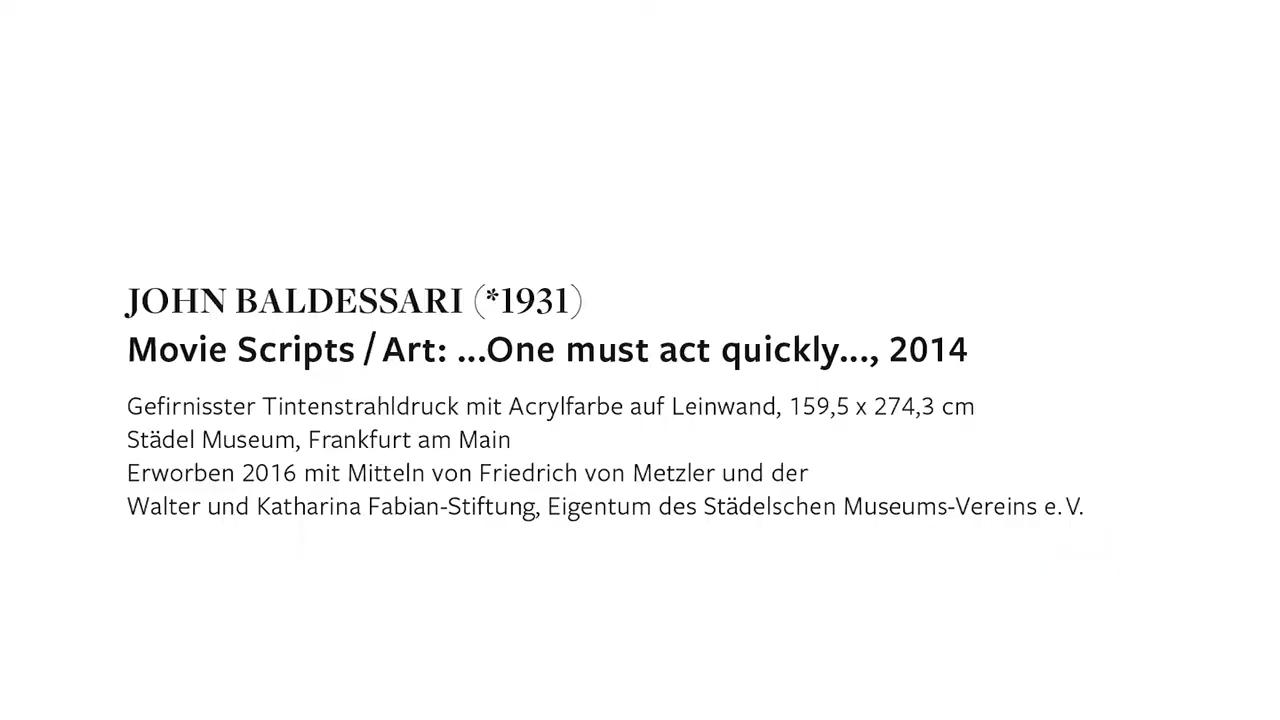 JOHN BALDESSARI (*1931)
Movie Scripts / Art: ...One must act quickly..., 2014
Gefirnisster Tintenstrahldruck mit Acrylfarbe auf Leinwand, 159,5 x 274,3 cm
Städel Museum, Frankfurt am Main
Erworben 2016 mit Mitteln von Friedrich von Metzler und der
Walter und Katharina Fabian-Stiftung, Eigentum des Städelschen Museums-Vereins e. V.